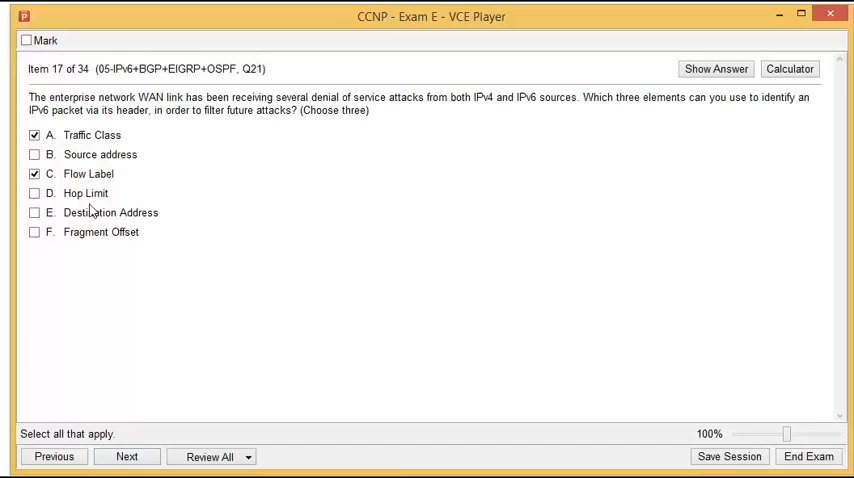 CCNP - Exam E - VCE Player
Mark
Item 17 of 34 (05-IPv6+BGP+EIGRP+OSPF, Q21)
Show Answer
Calculator
The enterprise network WAN link has been receiving several denial of service attacks from both IPv4 and IPv6 sources. Which three elements can you use to identify an
IPv6 packet via its header, in order to filter future attacks? (Choose three)
A. Traffic Class
B. Source address
C. Flow Label
D. Hop Limit
E. Destination Address
F. Fragment Offset
Select all that apply.
100%
Previous
Next
Review All
Save Session
End Exam